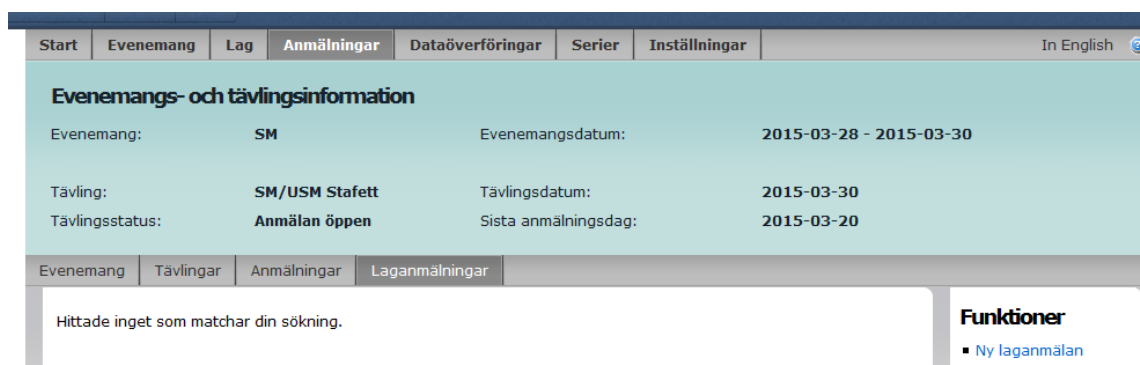 Start Evenemang Lag Anmälningar Dataöverföringar Serier Inställningar In English
Evenemangs- och tävlingsinformation
Evenemang: SM Evenemangsdatum: 2015-03-28 - 2015-03-30
Tävling: SM/USM Stafett Tävlingsdatum: 2015-03-30
Tävlingsstatus: Anmälan öppen Sista anmälningsdag: 2015-03-20
Evenemang Tävlingar Anmälningar Laganmälningar
Hittade inget som matchar din sökning.
Funktioner
Ny laganmälan